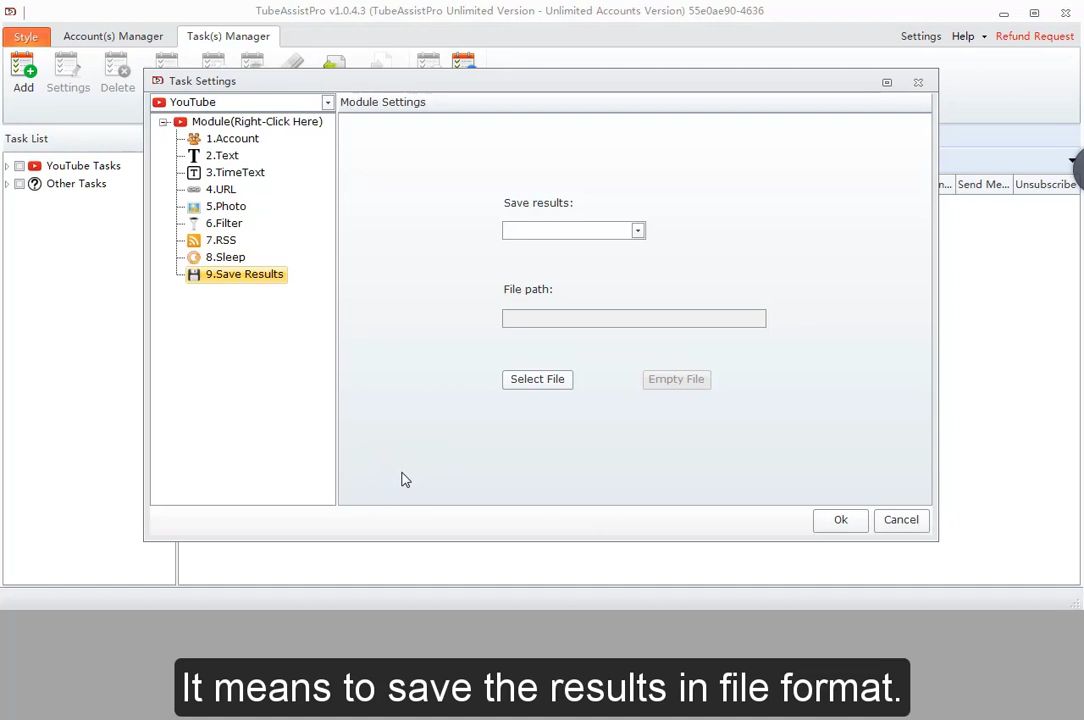 TubeAssistPro v1.0.4.3 (TubeAssistPro Unlimited Version - Unlimited Accounts Version) 55e0ae90-4636
Style Account(s) Manager Task(s) Manager Settings Help Refund Request
Add Settings Delete
Task Settings
YouTube Module Settings
Task List
Module(Right-Click Here)
1.Account
2.Text
YouTube Tasks
3.TimeText
Other Tasks
n... Send Me... Unsubscribe
4.URL
5.Photo
Save results:
6.Filter
7.RSS
8.Sleep
9.Save Results
File path:
Select File Empty File
Ok Cancel
It means to save the results in file format.